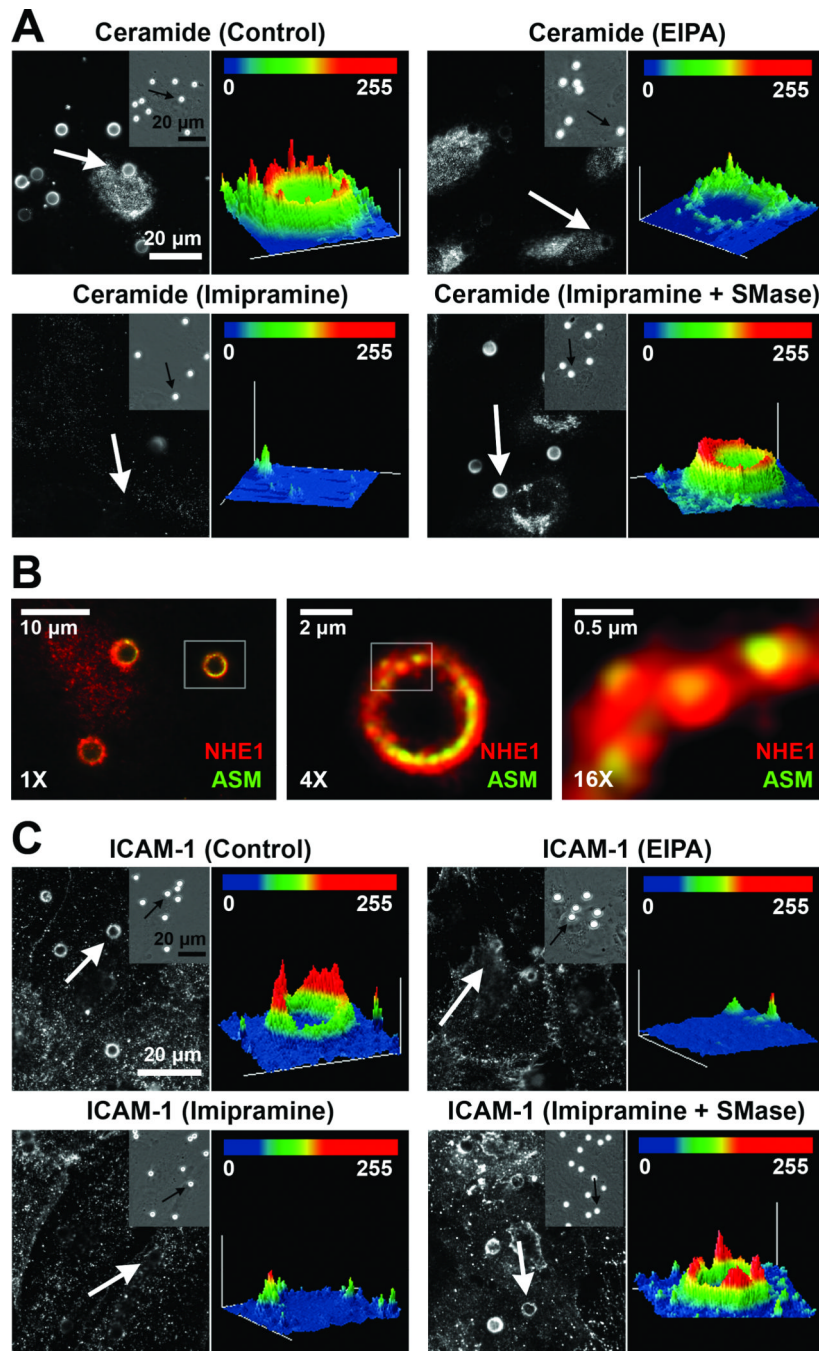 A
Ceramide (Control)
20 µm
20 µm
0 255
Ceramide (EIPA)
0 255
Ceramide (Imipramine)
0 255
Ceramide (Imipramine + SMase)
0 255
B
10 µm
NHE1
1X ASM
2 µm
NHE1
4X ASM
0.5 µm
NHE1
16X ASM
C
ICAM-1 (Control)
20 µm
20 µm
0 255
ICAM-1 (EIPA)
0 255
ICAM-1 (Imipramine)
0 255
ICAM-1 (Imipramine + SMase)
0 255